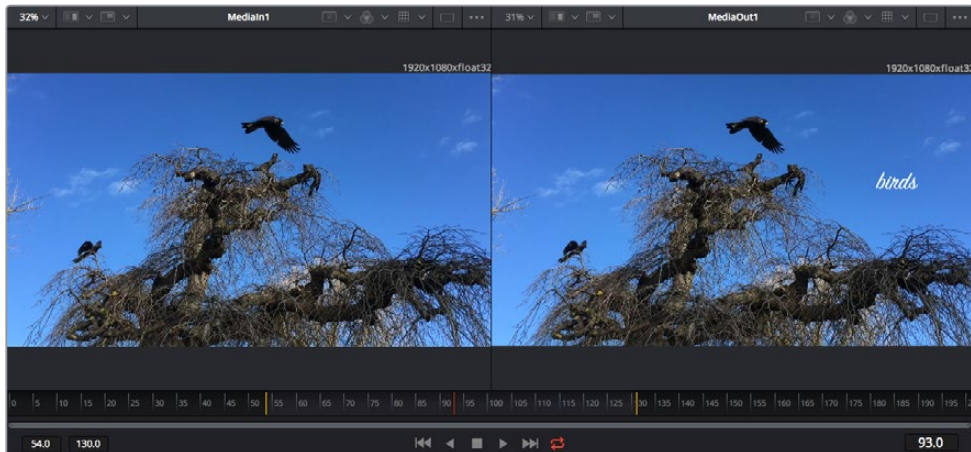 32% MediaIn1 31% MediaOut1
1920x1080xfloat32 1920x1080xfloat32
birds
0 5 10 15 20 25 30 35 40 45 50 55 60 65 70 75 80 85 90 95 100 105 110 115 120 125 30 135 140 145 150 155 160 165 170 175 180 185 190 195 2
54.0 130.0 93.0